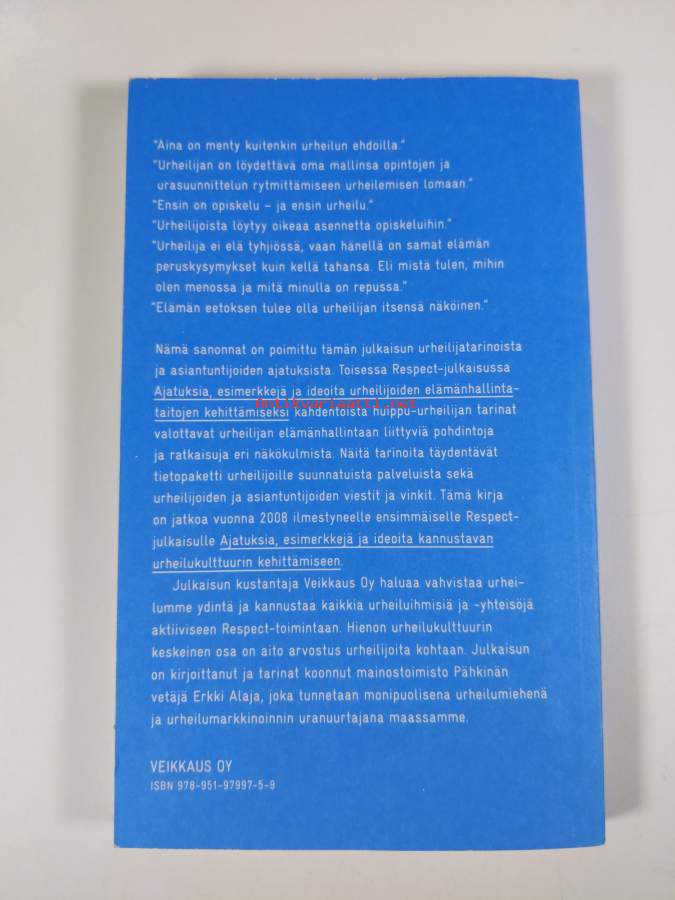 "Aina on menty kuitenkin urheilun ehdoilla."
"Urheilijan on löydettävä oma mallinsa opintojen ja
urasuunnittelun rytmittämiseen urheilemisen lomaan."
"Ensin on opiskelu – ja ensin urheilu."
"Urheilijoista löytyy oikeaa asennetta opiskeluihin."
"Urheilija ei elä tyhjiössä, vaan hänellä on samat elämän
peruskysymykset kuin kellä tahansa. Eli mistä tulen, mihin
olen menossa ja mitä minulla on repussa."
"Elämän eetoksen tulee olla urheilijan itsensä näköinen."
Nämä sanonnat on poimittu tämän julkaisun urheilijatarinoista
ja asiantuntijoiden ajatuksista. Toisessa Respect-julkaisussa
Ajatuksia, esimerkkejä ja ideoita urheilijoiden elämänhallinta-
antikvariaatti.net
taitojen kehittämiseksi kahdentoista huippu-urheilijan tarinat
valottavat urheilijan elämänhallintaan liittyviä pohdintoja
ja ratkaisuja eri näkökulmista. Näitä tarinoita täydentävät
tietopaketti urheilijoille suunnatuista palveluista sekä
urheilijoiden ja asiantuntijoiden viestit ja vinkit. Tämä kirja
on jatkoa vuonna 2008 ilmestyneelle ensimmäiselle Respect-
julkaisulle Ajatuksia, esimerkkejä ja ideoita kannustavan
urheilukulttuurin kehittämiseen.
Julkaisun kustantaja Veikkaus Oy haluaa vahvistaa urhei-
lumme ydintä ja kannustaa kaikkia urheiluihmisiä ja -yhteisöjä
aktiiviseen Respect-toimintaan. Hienon urheilukulttuurin
keskeinen osa on aito arvostus urheilijoita kohtaan. Julkaisun
on kirjoittanut ja tarinat koonnut mainostoimisto Pähkinän
vetäjä Erkki Alaja, joka tunnetaan monipuolisena urheilumiehenä
ja urheilumarkkinoinnin uranuurtajana maassamme.
VEIKKAUS OY
ISBN 978-951-97997-5-9